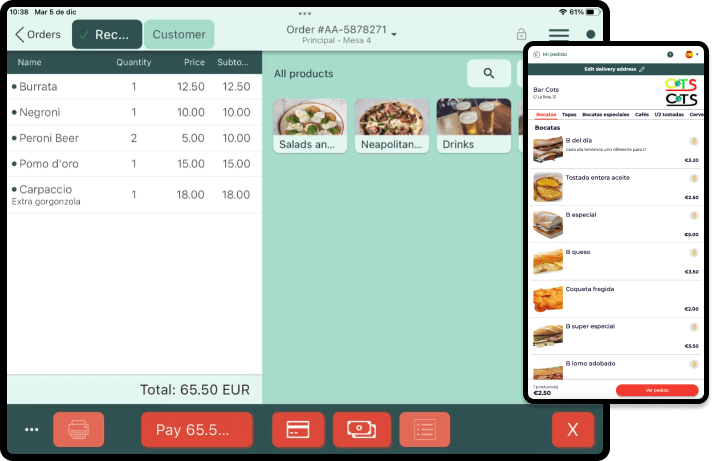 10:38 Mar 5 de dic
61%
Orders
Rec...
Customer
Order #AA-5878271
Principal - Mesa 4
Name Quantity Price Subto...
Burrata 1 12.50 12.50
Negroni 1 10.00 10.00
Peroni Beer 2 5.00 10.00
Pomo d'oro 1 15.00 15.00
Carpaccio 1 18.00 18.00
Extra gorgonzola
Total: 65.50 EUR
All products
Salads an...
Neapolitan...
Drinks
Pay 65.5...
X
Mi pedido
Edit delivery address
Bar Cots
C/ La Boia, 12
COTS
COTS
Bocatas Tapas Bocatas especiales Cafés 1/2 tostadas Cerve
Bocatas
B del día
cada día tenemos uno diferente para ti
€3.20
Tostada entera aceite
€2.50
B especial
€5.00
B queso
€3.50
Coqueta fregida
€2.00
B super especial
€5.50
B lomo adobado
1 producto(s)
€2.50
Ver pedido